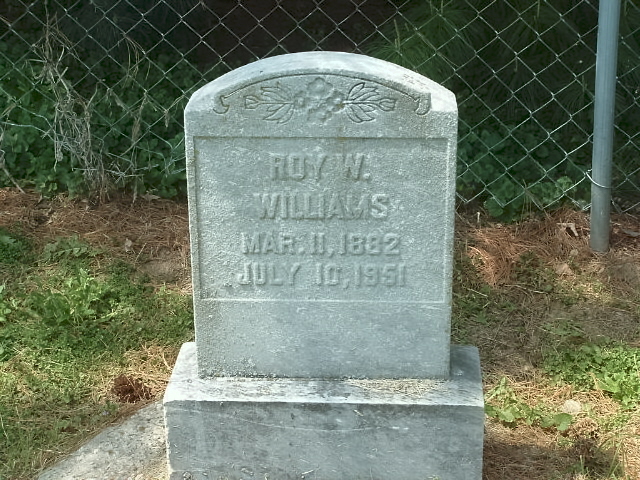 ROY W.
WILLIAMS
MAR. 11, 1882
JULY 10, 1951